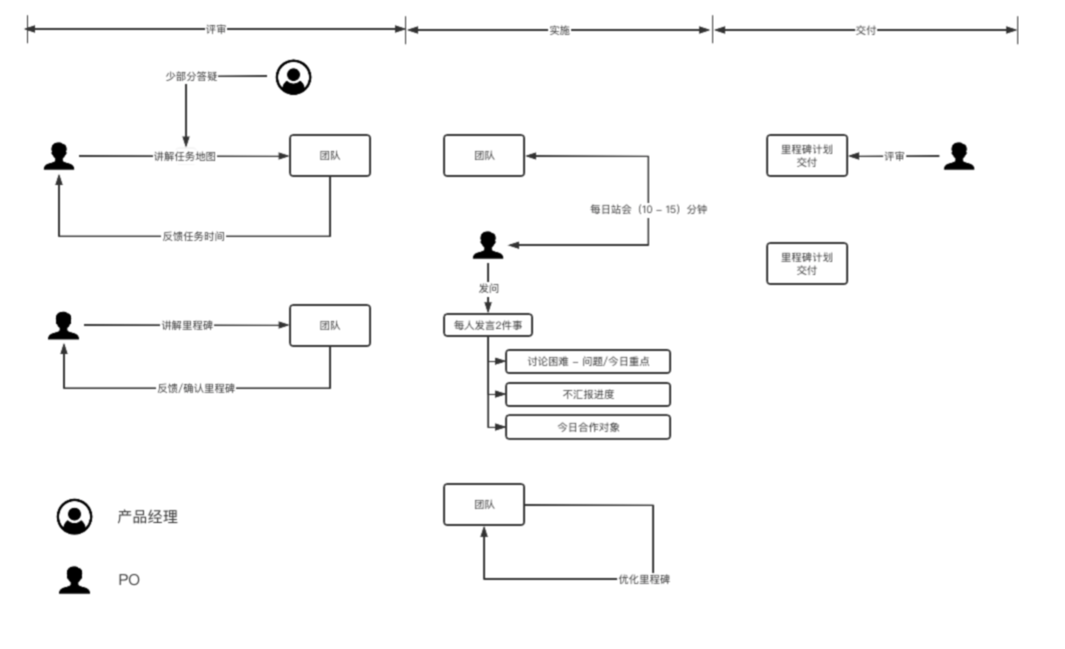 评审
实施
交付
少部分答疑
讲解任务地图
团队
反馈任务时间
讲解里程碑
团队
反馈/确认里程碑
产品经理
PO
团队
每日站会（10 – 15）分钟
发问
每人发言2件事
讨论困难 – 问题/今日重点
不汇报进度
今日合作对象
团队
优化里程碑
里程碑计划
交付
评审
里程碑计划
交付